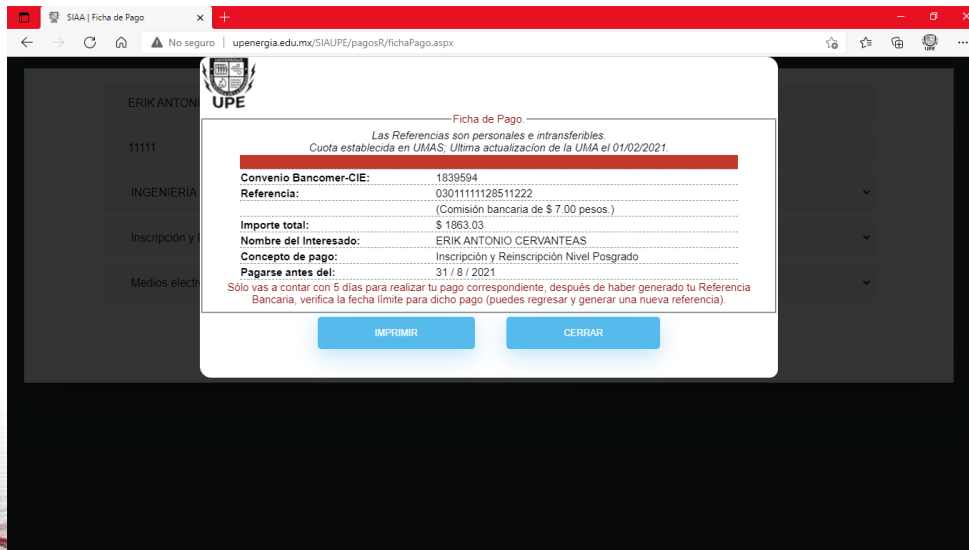 SIAA | Ficha de Pago
No seguro | upenergia.edu.mx/SIAUPE/pagosR/fichaPago.aspx
UPE
ERIK ANTON
11111
INGENIERÍA
Inscripción y
Medios electr
Ficha de Pago.
Las Referencias son personales e intransferibles.
Cuota establecida en UMAS; Ultima actualizacíon de la UMA el 01/02/2021.
Convenio Bancomer-CIE: 1839594
Referencia: 03011111128511222
(Comisión bancaria de $ 7.00 pesos.)
Importe total: $ 1863.03
Nombre del Interesado: ERIK ANTONIO CERVANTEAS
Concepto de pago: Inscripción y Reinscripción Nivel Posgrado
Pagarse antes del: 31 / 8 / 2021
Sólo vas a contar con 5 días para realizar tu pago correspondiente, después de haber generado tu Referencia
Bancaria, verifica la fecha límite para dicho pago (puedes regresar y generar una nueva referencia).
IMPRIMIR CERRAR